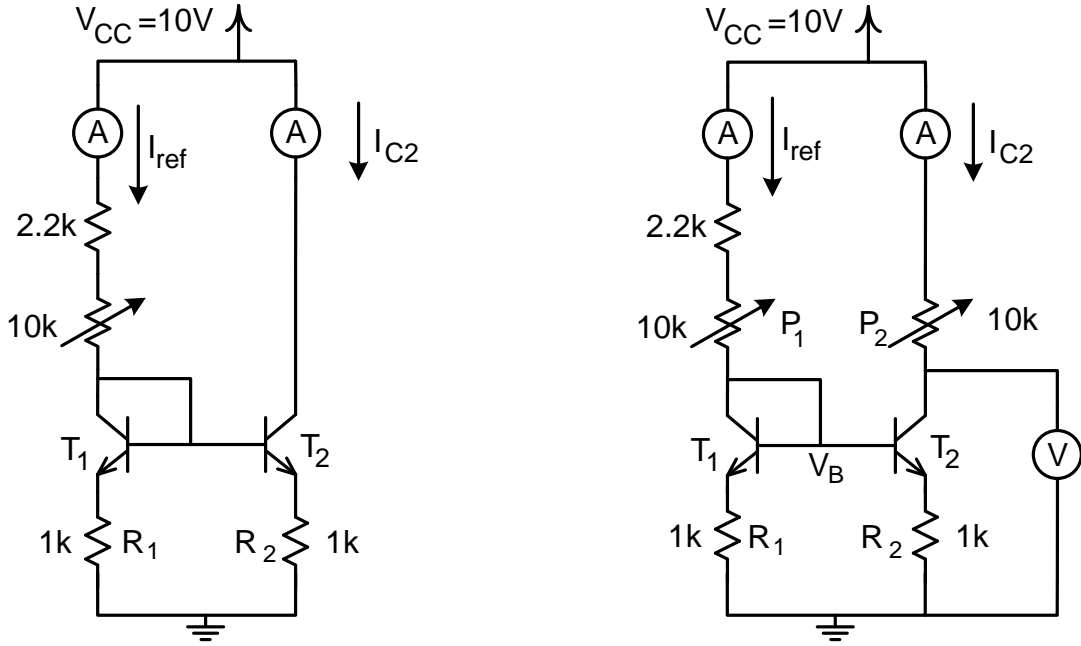 V_CC=10V
A
A
I_ref
I_C2
2.2k
10k
T_1
T_2
1k
R_1
R_2
1k
V_CC=10V
A
A
I_ref
I_C2
2.2k
10k
P_1
P_2
10k
T_1
V_B
T_2
V
1k
R_1
R_2
1k